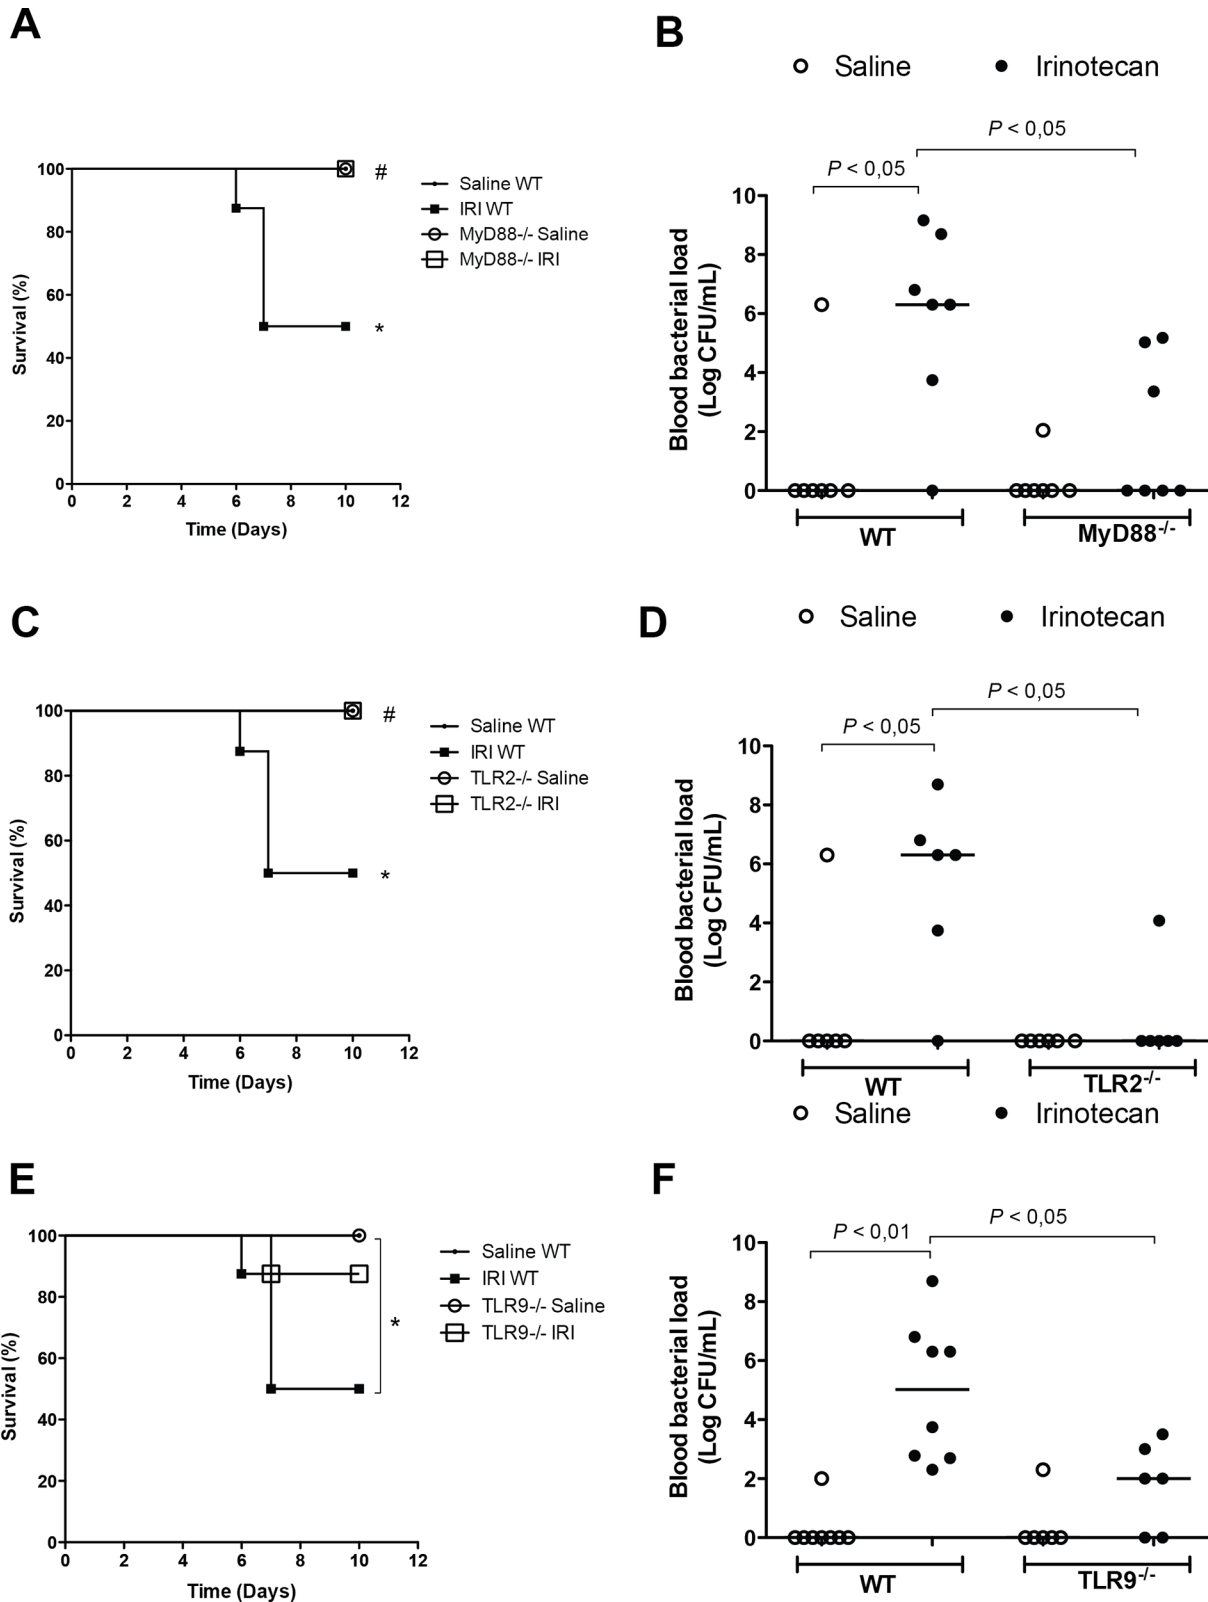 A
100
80
60
40
20
0
0 2 4 6 8 10 12
Survival (%)
Time (Days)
#
*
Saline WT
IRI WT
MyD88-/- Saline
MyD88-/- IRI
B
Saline Irinotecan
P < 0,05
P < 0,05
10
8
6
4
2
0
Blood bacterial load
(Log CFU/mL)
WT MyD88-/-
C
100
80
60
40
20
0
0 2 4 6 8 10 12
Survival (%)
Time (Days)
#
*
Saline WT
IRI WT
TLR2-/- Saline
TLR2-/- IRI
D
Saline Irinotecan
P < 0,05
P < 0,05
10
8
6
4
2
0
Blood bacterial load
(Log CFU/mL)
WT TLR2-/-
Saline Irinotecan
E
100
80
60
40
20
0
0 2 4 6 8 10 12
Survival (%)
Time (Days)
*
Saline WT
IRI WT
TLR9-/- Saline
TLR9-/- IRI
F
P < 0,01
P < 0,05
10
8
6
4
2
0
Blood bacterial load
(Log CFU/mL)
WT TLR9-/-